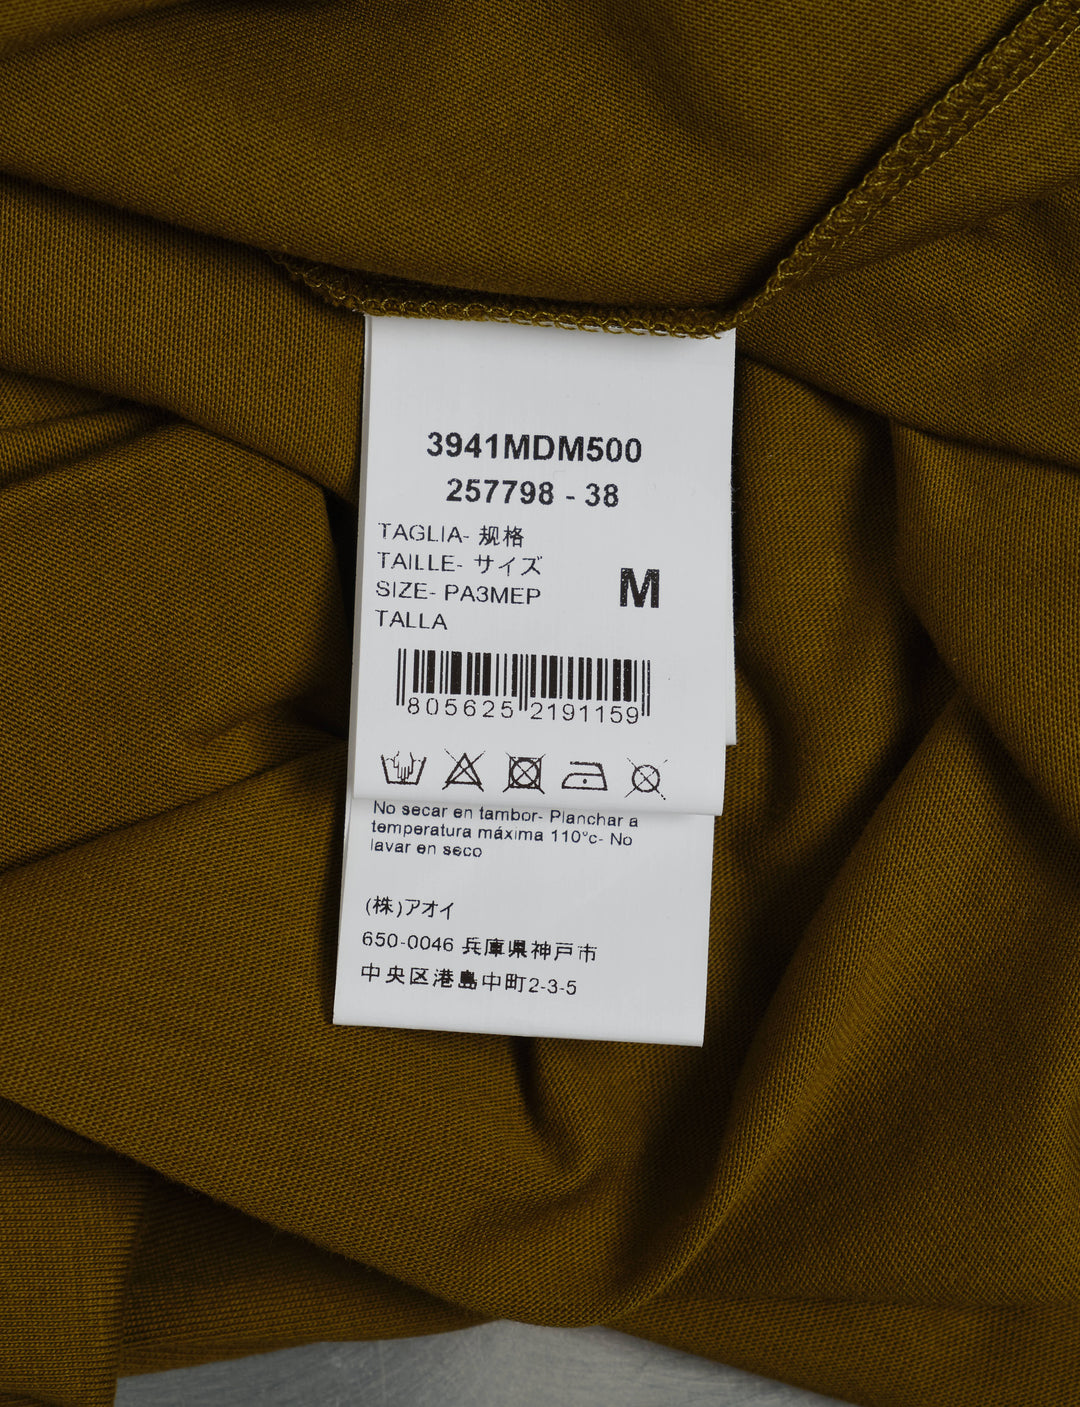 3941MDM500
257798 - 38
TAGLIA- 规格
TAILLE- サイズ
SIZE- PA3MEP
TALLA
M
805625 2191159
No secar en tambor- Planchar a
temperatura máxima 110°c- No
lavar en seco
(株)アオイ
650-0046 兵庫県神戸市
中央区港島中町2-3-5